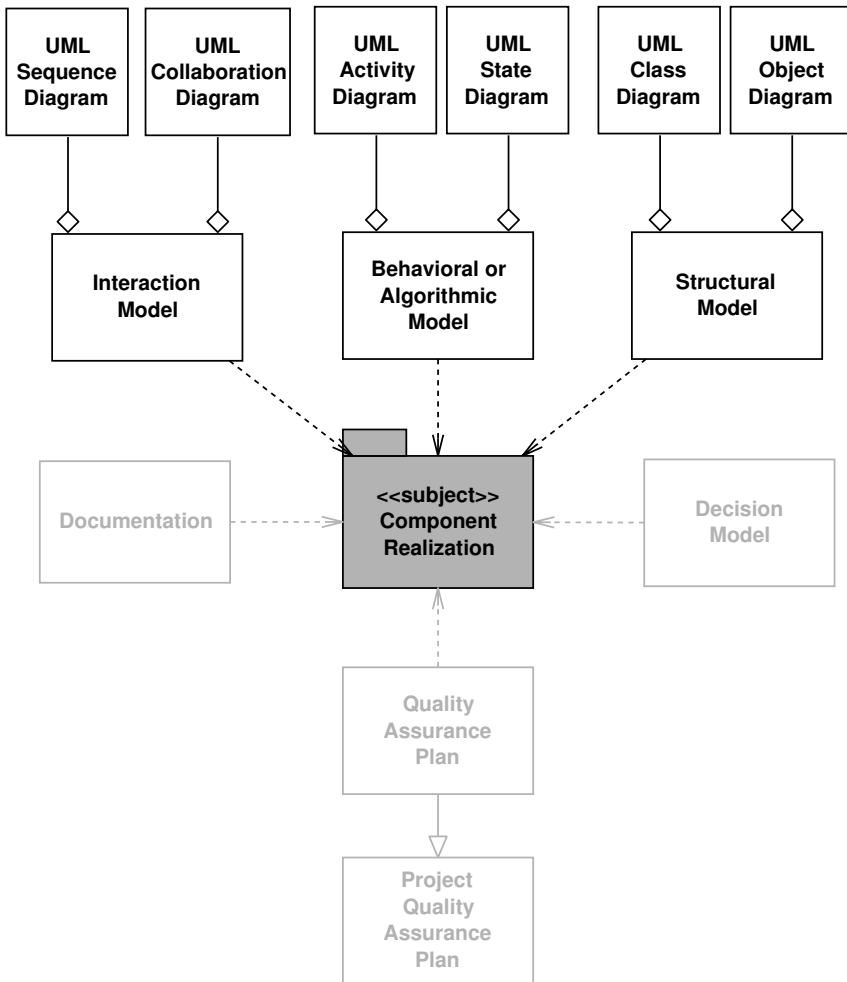 UML
Sequence
Diagram
UML
Collaboration
Diagram
UML
Activity
Diagram
UML
State
Diagram
UML
Class
Diagram
UML
Object
Diagram
Interaction
Model
Behavioral or
Algorithmic
Model
Structural
Model
Documentation
<<subject>>
Component
Realization
Decision
Model
Quality
Assurance
Plan
Project
Quality
Assurance
Plan